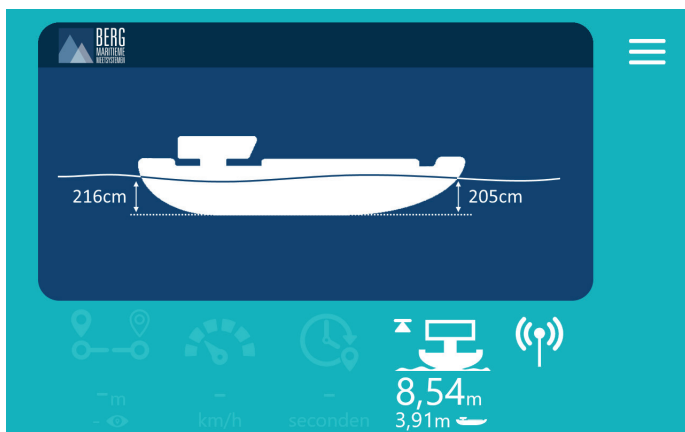 BERG
MARITIEME
MEETSYSTEMEN
216cm
205cm
-m
-
-
km/h
-
seconden
8,54m
3,91m